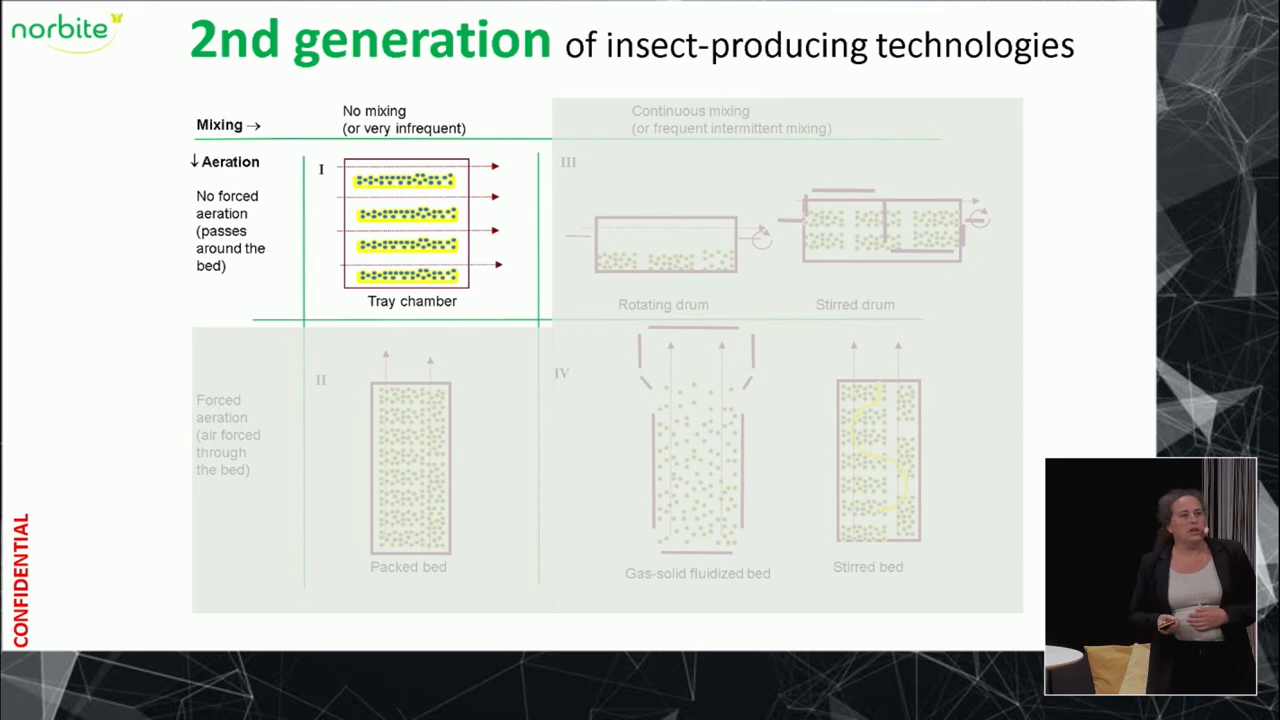 norbite
2nd generation of insect-producing technologies
Mixing →
No mixing
(or very infrequent)
Continuous mixing
(or frequent intermittent mixing)
↓ Aeration
No forced
aeration
(passes
around the
bed)
I
Tray chamber
III
Rotating drum
Stirred drum
Forced
aeration
(air forced
through
the bed)
II
Packed bed
IV
Gas-solid fluidized bed
Stirred bed
CONFIDENTIAL